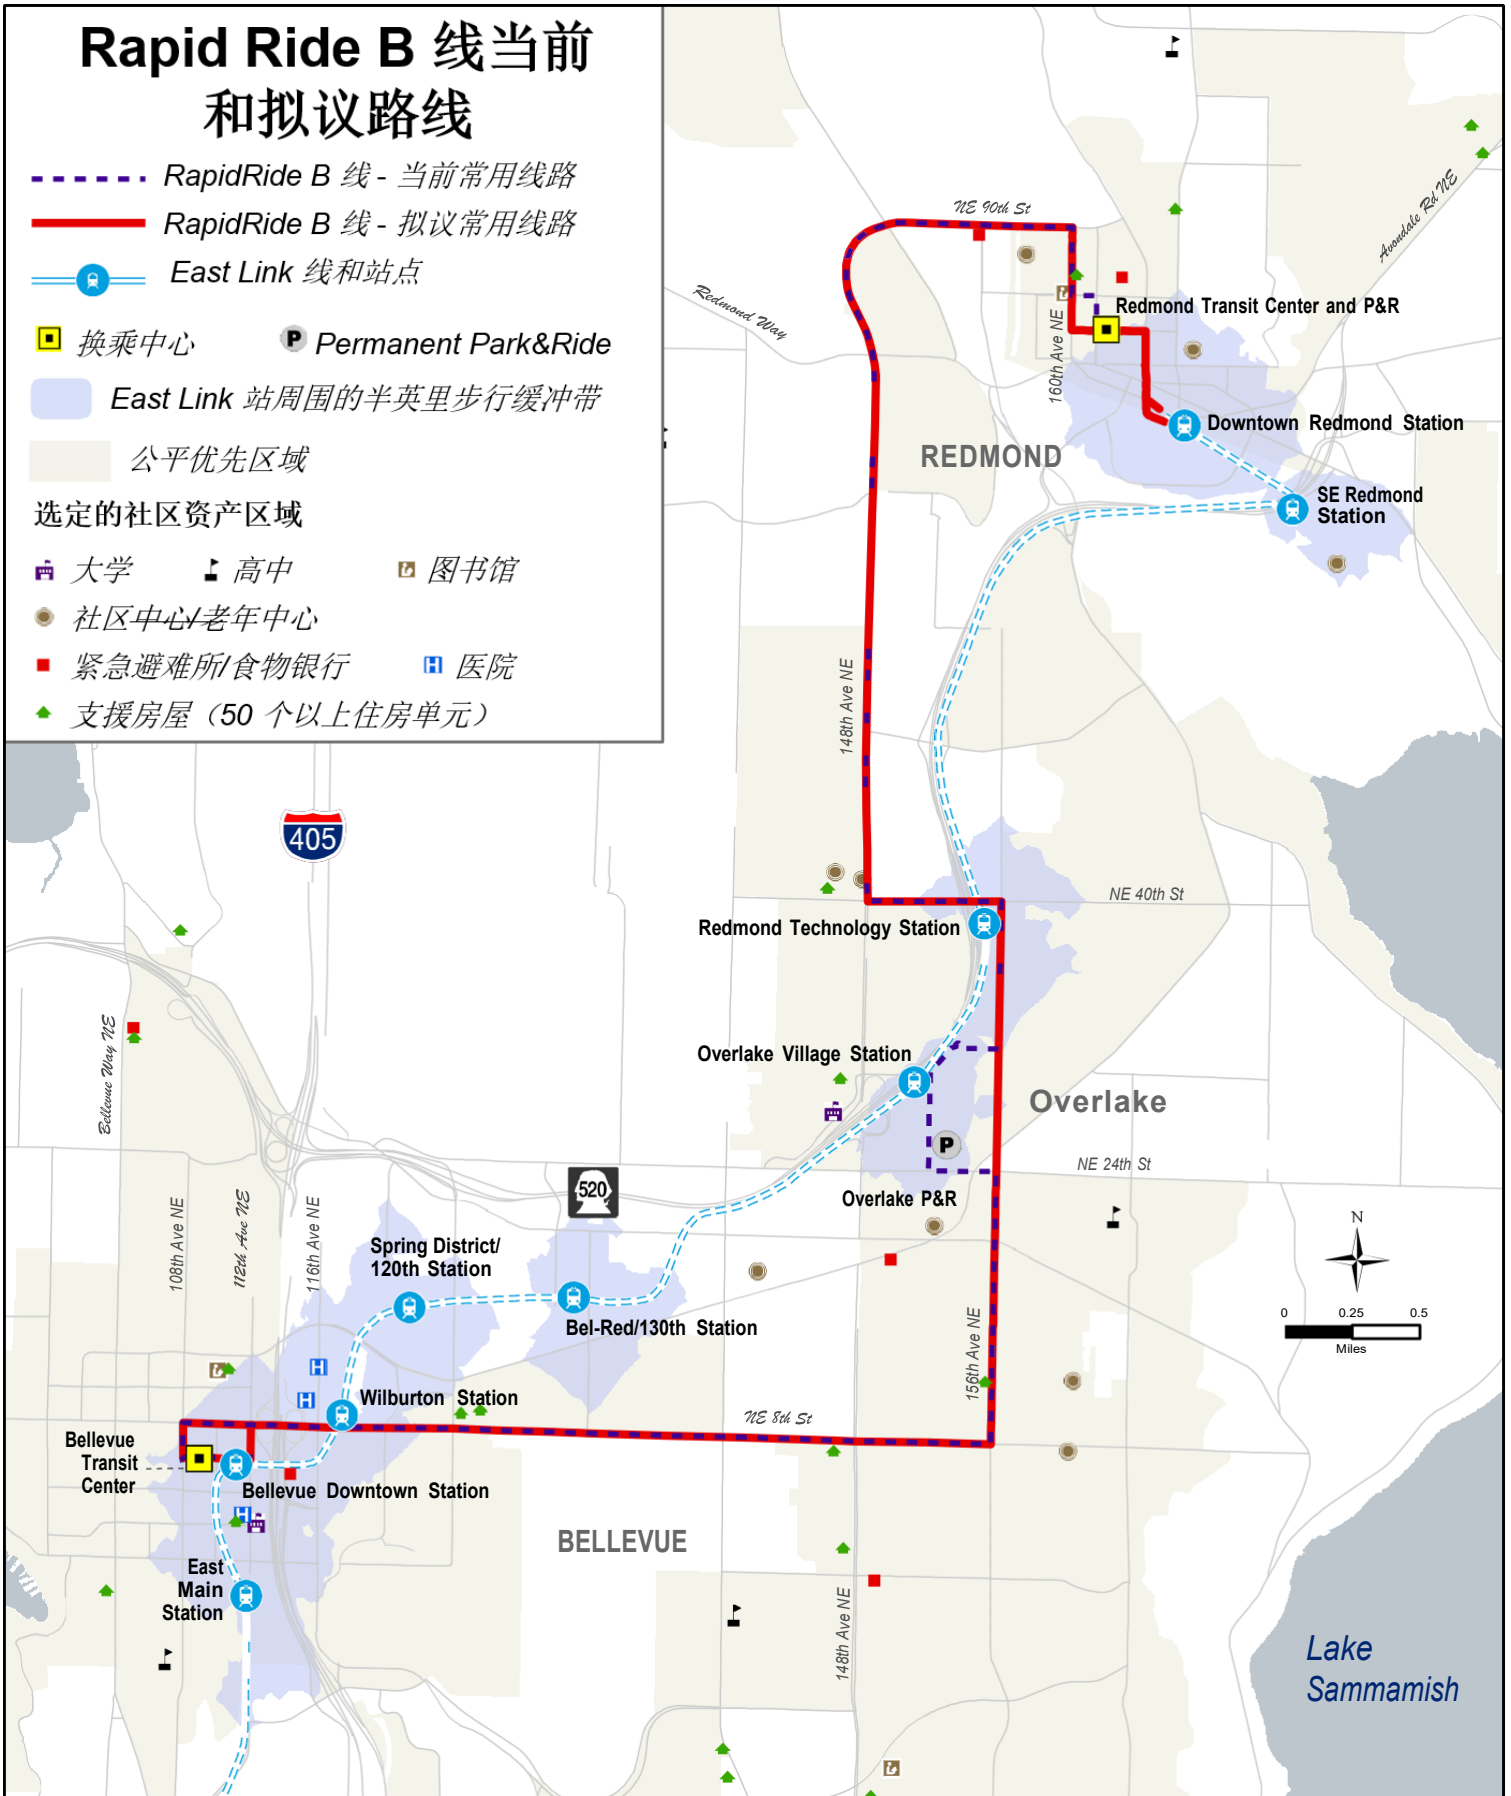 Rapid Ride B 线当前
和拟议路线
RapidRide B 线 - 当前常用线路
RapidRide B 线 - 拟议常用线路
East Link 线和站点
换乘中心
P Permanent Park&Ride
East Link 站周围的半英里步行缓冲带
公平优先区域
选定的社区资产区域
大学
高中
图书馆
社区中心/老年中心
紧急避难所/食物银行
H 医院
支援房屋（50 个以上住房单元）
NE 90th St
Avondale Rd NE
Redmond Way
160th Ave NE
Redmond Transit Center and P&R
Downtown Redmond Station
REDMOND
SE Redmond
Station
148th Ave NE
405
NE 40th St
Redmond Technology Station
Bellevue Way NE
Overlake Village Station
Overlake
P
NE 24th St
520
Overlake P&R
108th Ave NE
112th Ave NE
116th Ave NE
Spring District/
120th Station
N
0 0.25 0.5
Miles
Bel-Red/130th Station
156th Ave NE
H
H
Wilburton Station
NE 8th St
Bellevue
Transit
Center
Bellevue Downtown Station
H
BELLEVUE
East
Main
Station
148th Ave NE
Lake
Sammamish